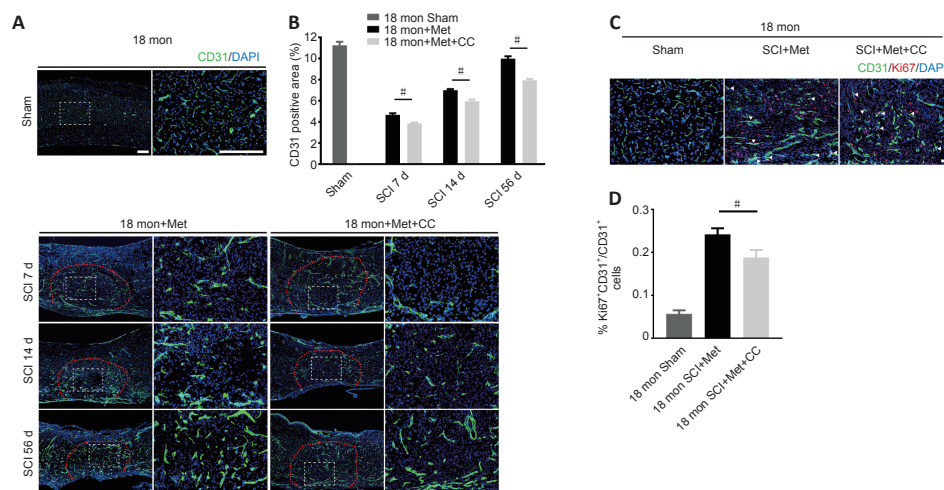 A
18 mon
CD31/DAPI
Sham
B
18 mon Sham
18 mon+Met
18 mon+Met+CC
CD31 positive area (%)
12
10
8
6
4
2
0
#
#
#
Sham
SCI 7 d
SCI 14 d
SCI 56 d
18 mon+Met
18 mon+Met+CC
SCI 7 d
SCI 14 d
SCI 56 d
C
18 mon
Sham
SCI+Met
SCI+Met+CC
CD31/Ki67/DAP
D
% Ki67⁺CD31⁺/CD31⁺
cells
0.3
0.2
0.1
0
#
18 mon Sham
18 mon SCI+Met
18 mon SCI+Met+CC